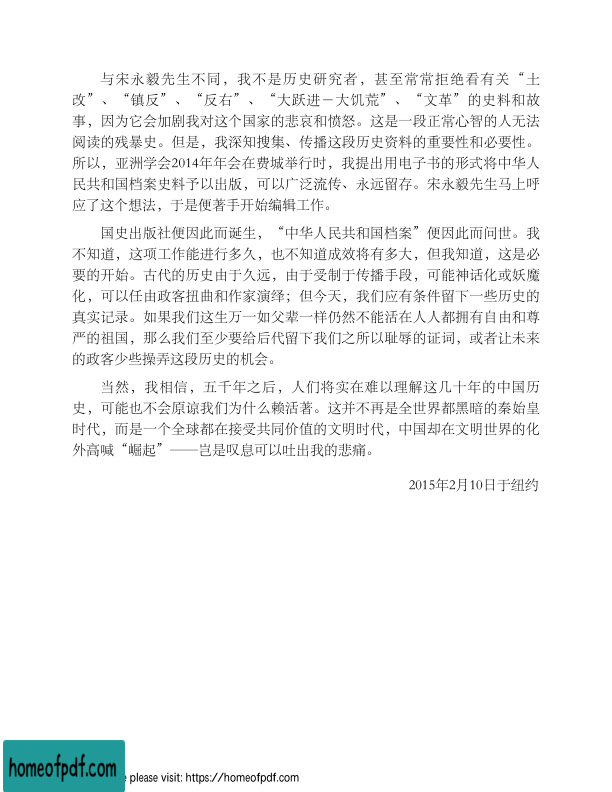 与宋永毅先生不同，我不是历史研究者，甚至常常拒绝看有关“土
改”、“镇反”、“反右”、“大跃进－大饥荒”、“文革”的史料和故
事，因为它会加剧我对这个国家的悲哀和愤怒。这是一段正常心智的人无法
阅读的残暴史。但是，我深知搜集、传播这段历史资料的重要性和必要性。
所以，亚洲学会2014年年会在费城举行时，我提出用电子书的形式将中华人
民共和国档案史料予以出版，可以广泛流传、永远留存。宋永毅先生马上呼
应了这个想法，于是便著手开始编辑工作。
国史出版社便因此而诞生，“中华人民共和国档案”便因此而问世。我
不知道，这项工作能进行多久，也不知道成效将有多大，但我知道，这是必
要的开始。古代的历史由于久远，由于受制于传播手段，可能神话化或妖魔
化，可以任由政客扭曲和作家演绎；但今天，我们应有条件留下一些历史的
真实记录。如果我们这生万一如父辈一样仍然不能活在人人都拥有自由和尊
严的祖国，那么我们至少要给后代留下我们之所以耻辱的证词，或者让未来
的政客少些操弄这段历史的机会。
当然，我相信，五千年之后，人们将实在难以理解这几十年的中国历
史，可能也不会原谅我们为什么赖活著。这并不再是全世界都黑暗的秦始皇
时代，而是一个全球都在接受共同价值的文明时代，中国却在文明世界的化
外高喊“崛起”——岂是叹息可以吐出我的悲痛。
2015年2月10日于纽约
homeofpdf.com
e please visit: https://homeofpdf.com